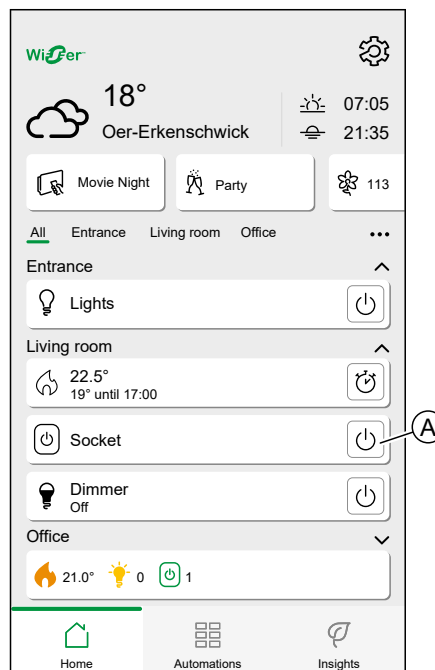 Wiser
18°
07:05
Oer-Erkenschwick
21:35
Movie Night
Party
113
All Entrance Living room Office
Entrance
Lights
Living room
22.5°
19° until 17:00
A
Socket
Dimmer
Off
Office
21.0° 0 1
Home Automations Insights